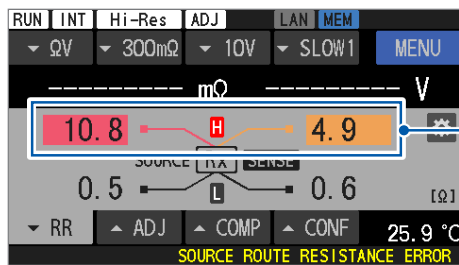 RUN INT Hi-Res ADJ LAN MEM
ΩV 300mΩ 10V SLOW1 MENU
------- mΩ ------- V
10.8 H 4.9
SOURCE RX SENSE
0.5 L 0.6 [Ω]
RR ADJ COMP CONF 25.9 °C
SOURCE ROUTE RESISTANCE ERROR